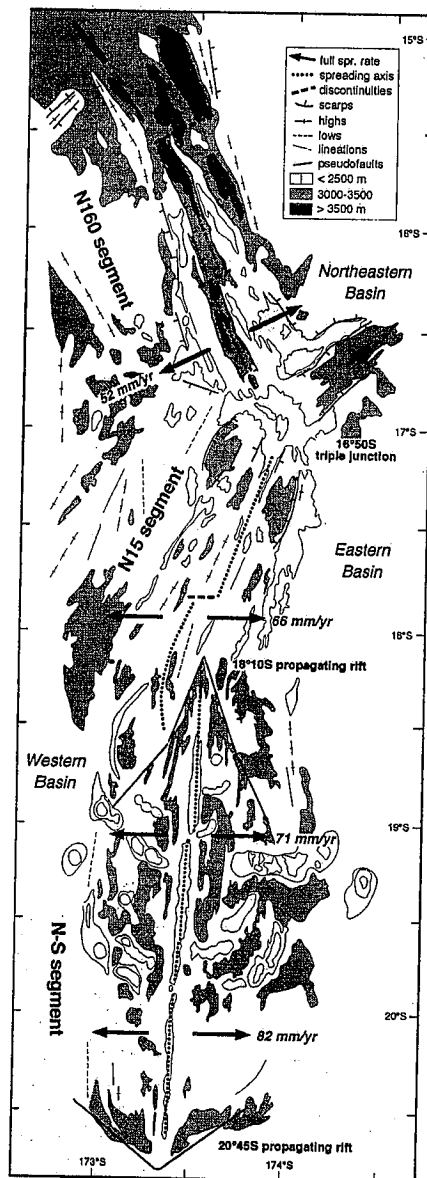 15°S
full spr. rate
spreading axis
discontinuities
scarps
highs
lows
lineations
pseudofaults
< 2500 m
3000-3500
> 3500 m
16°S
N160 segment
Northeastern
Basin
52 mm/yr
17°S
16°50S
triple junction
N15 segment
Eastern
Basin
66 mm/yr
18°S
18°10S propagating rift
Western
Basin
19°S
71 mm/yr
N-S segment
20°S
82 mm/yr
20°45S propagating rift
173°S
174°S